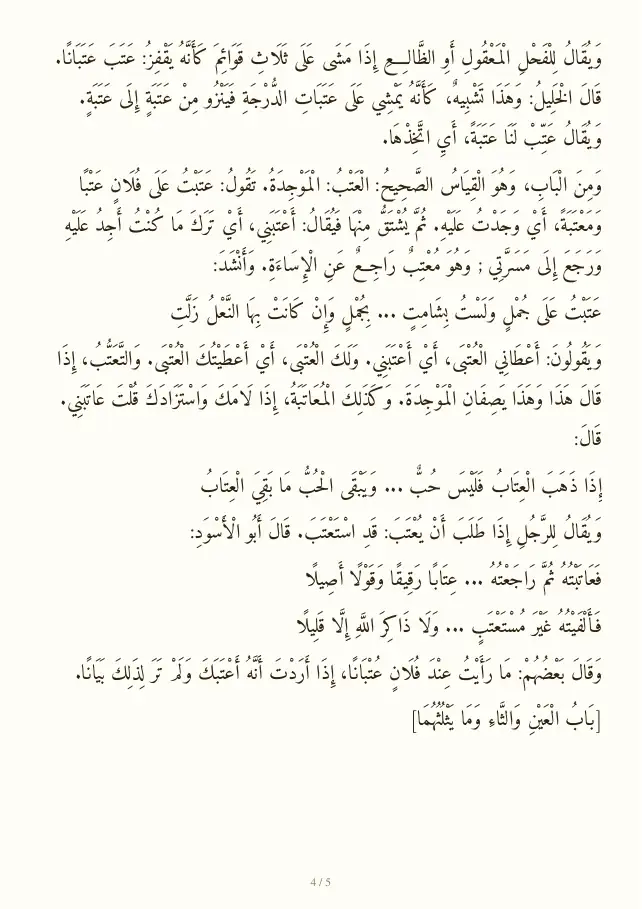 وَيُقَالُ لِلْفَحْلِ الْمَعْقُولِ أَوِ الظَّالِـــعِ إِذَا مَشَى عَلَى ثَلَاثِ قَوَائِمَ كَأَنَّهُ يَقْفِزُ: عَتَبَ عَتَبَانًا.
قَالَ الْخَلِيلُ: وَهَذَا تَشْبِيهٌ، كَأَنَّهُ يَمْشِي عَلَى عَتَبَاتِ الدُّرْجَةِ فَيَنْزُو مِنْ عَتَبَةٍ إِلَى عَتَبَةٍ.
وَيُقَالُ عَتِّبْ لَنَا عَتَبَةً، أَيِ اتَّخِذْهَا.
وَمِنَ الْبَابِ، وَهُوَ الْقِيَاسُ الصَّحِيحُ: الْعَتْبُ: الْمَوْجِدَةُ. تَقُولُ: عَتَبْتُ عَلَى فُلَانٍ عَتْبًا
وَمَعْتَبَةً، أَيْ وَجَدْتُ عَلَيْهِ. ثُمَّ يُشْتَقُّ مِنْهَا فَيُقَالُ: أَعْتَبَنِي، أَيْ تَرَكَ مَا كُنْتُ أَجِدُ عَلَيْهِ
وَرَجَعَ إِلَى مَسَرَّتِي ; وَهُوَ مُعْتِبٌ رَاجِـعٌ عَنِ الْإِسَاءَةِ. وَأَنْشَدَ:
عَتَبْتُ عَلَى جُمْلٍ وَلَسْتُ بِشَامِتٍ ... بِجُمْلٍ وَإِنْ كَانَتْ بِهَا النَّعْلُ زَلَّتِ
وَيَقُولُونَ: أَعْطَانِي الْعُتْبَى، أَيْ أَعْتَبَنِي. وَلَكَ الْعُتْبَى، أَيْ أَعْطَيْتُكَ الْعُتْبَى. وَالتَّعَتُّبُ، إِذَا
قَالَ هَذَا وَهَذَا يصِفَانِ الْمَوْجِدَةَ. وَكَذَلِكَ الْمُعَاتَبَةُ، إِذَا لَامَكَ وَاسْتَزَادَكَ قُلْتَ عَاتَبَنِي.
قَالَ:
إِذَا ذَهَبَ الْعِتَابُ فَلَيْسَ حُبٌّ ... وَيَبْقَى الْحُبُّ مَا بَقِيَ الْعِتَابُ
وَيُقَالُ لِلرَّجُلِ إِذَا طَلَبَ أَنْ يُعْتَبَ: قَدِ اسْتَعْتَبَ. قَالَ أَبُو الْأَسْوَدِ:
فَعَاتَبْتُهُ ثُمَّ رَاجَعْتُهُ ... عِتَابًا رَقِيقًا وَقَوْلًا أَصِيلًا
فَأَلْفَيْتُهُ غَيْرَ مُسْتَعْتَبٍ ... وَلَا ذَاكِرَ اللَّهِ إِلَّا قَلِيلًا
وَقَالَ بَعْضُهُمْ: مَا رَأَيْتُ عِنْدَ فُلَانٍ عُتْبَانًا، إِذَا أَرَدْتَ أَنَّهُ أَعْتَبَكَ وَلَمْ تَرَ لِذَلِكَ بَيَانًا.
[بَابُ الْعَيْنِ وَالثَّاءِ وَمَا يَثْلُثُهُمَا]
4 / 5